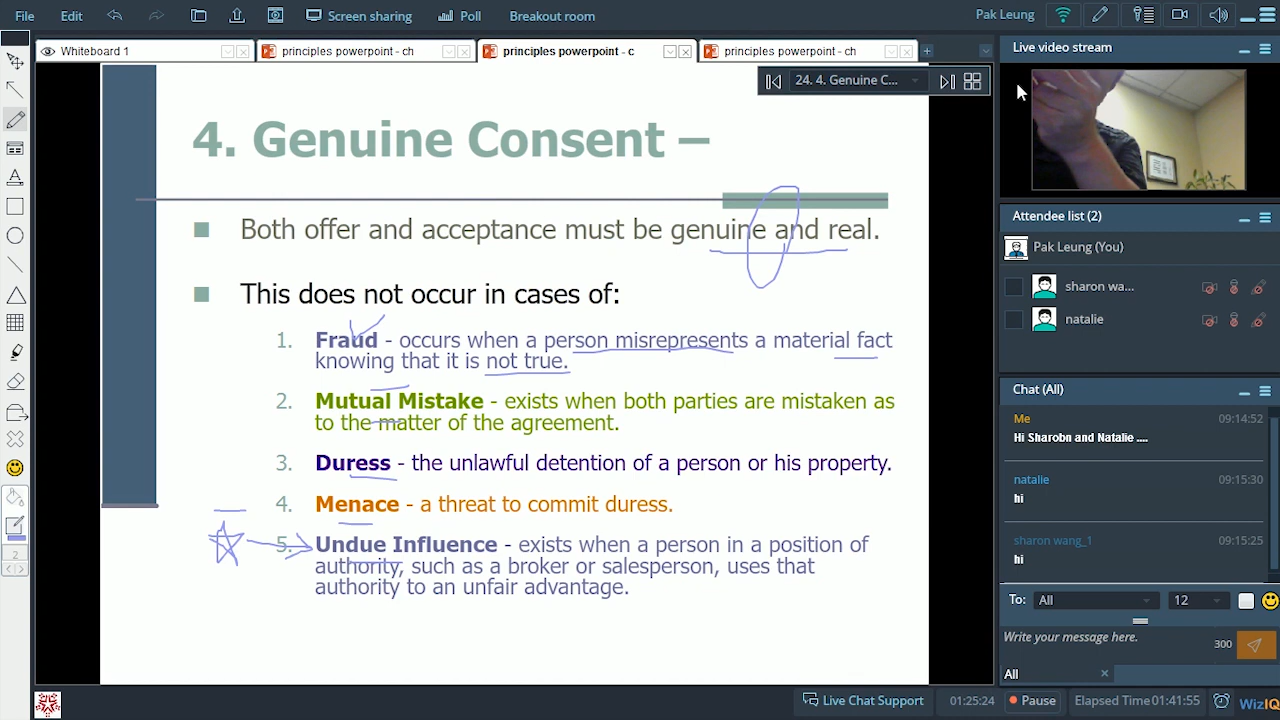 File Edit Screen sharing Poll Breakout room Pak Leung
Whiteboard 1 principles powerpoint - ch principles powerpoint - c principles powerpoint - ch
Live video stream
24. 4. Genuine C...
4. Genuine Consent –
Both offer and acceptance must be genuine and real.
This does not occur in cases of:
1. Fraud - occurs when a person misrepresents a material fact
knowing that it is not true.
2. Mutual Mistake - exists when both parties are mistaken as
to the matter of the agreement.
3. Duress - the unlawful detention of a person or his property.
4. Menace - a threat to commit duress.
5. Undue Influence - exists when a person in a position of
authority, such as a broker or salesperson, uses that
authority to an unfair advantage.
2
Attendee list (2)
Pak Leung (You)
sharon wa...
natalie
Chat (All)
Me 09:14:52
Hi Sharobn and Natalie ....
natalie 09:15:30
hi
sharon wang_1 09:15:25
hi
To: All 12
Write your message here. 300
All
Live Chat Support 01:25:24 Pause Elapsed Time 01:41:55 WizIQ